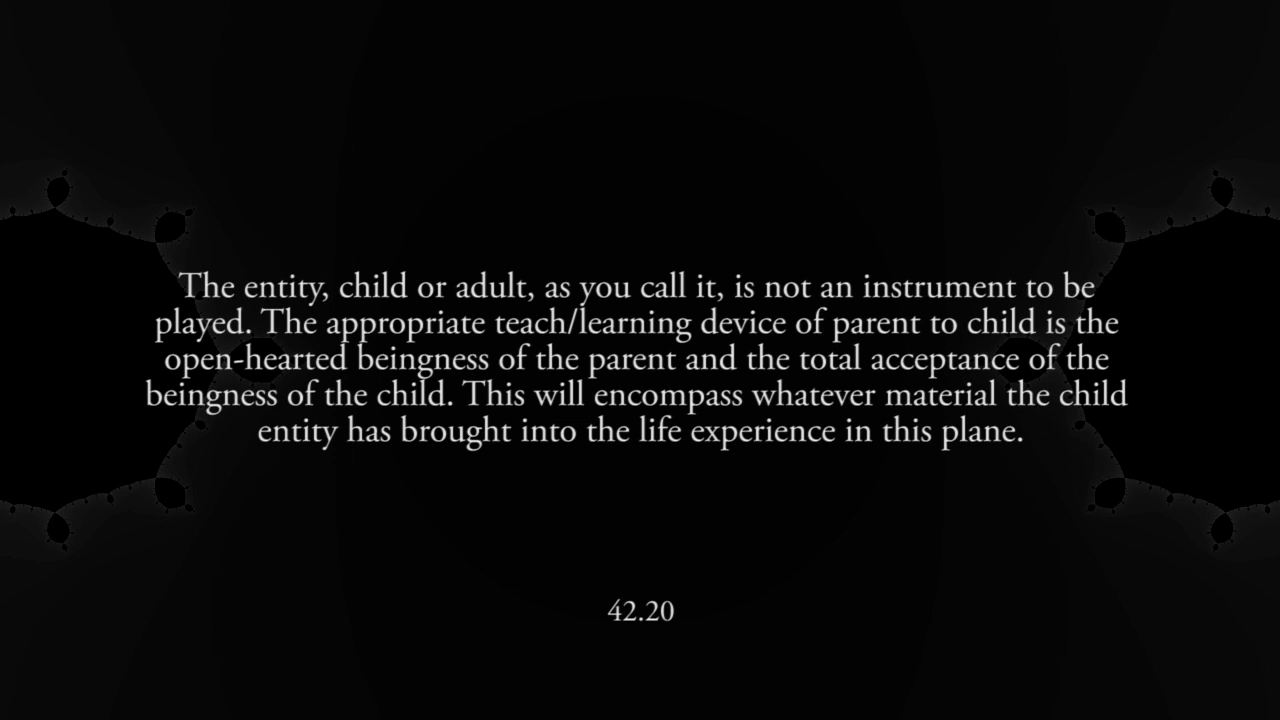 The entity, child or adult, as you call it, is not an instrument to be
played. The appropriate teach/learning device of parent to child is the
open-hearted beingness of the parent and the total acceptance of the
beingness of the child. This will encompass whatever material the child
entity has brought into the life experience in this plane.
42.20